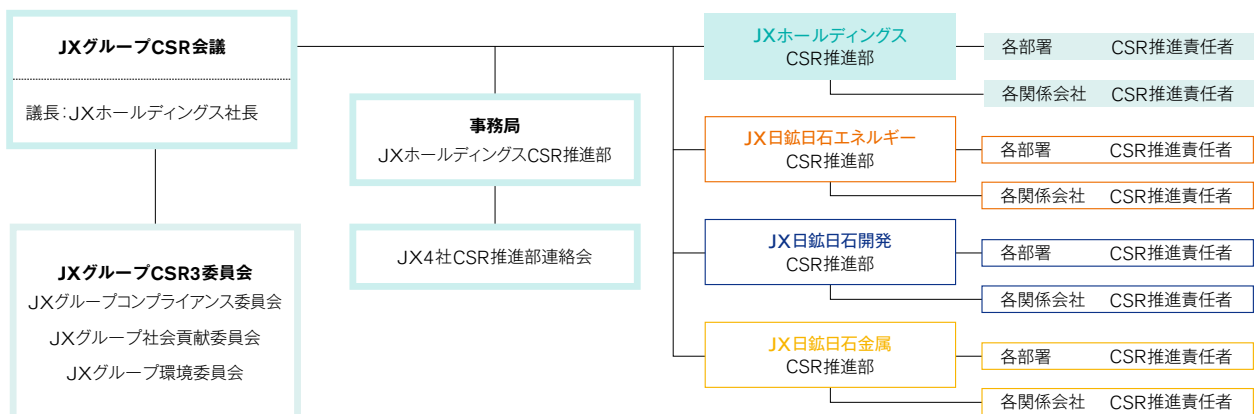 JXグループCSR会議
議長：JXホールディングス社長
JXグループCSR3委員会
JXグループコンプライアンス委員会
JXグループ社会貢献委員会
JXグループ環境委員会
事務局
JXホールディングスCSR推進部
JX4社CSR推進部連絡会
JXホールディングス
CSR推進部
各部署 CSR推進責任者
各関係会社 CSR推進責任者
JX日鉱日石エネルギー
CSR推進部
各部署 CSR推進責任者
各関係会社 CSR推進責任者
JX日鉱日石開発
CSR推進部
各部署 CSR推進責任者
各関係会社 CSR推進責任者
JX日鉱日石金属
CSR推進部
各部署 CSR推進責任者
各関係会社 CSR推進責任者